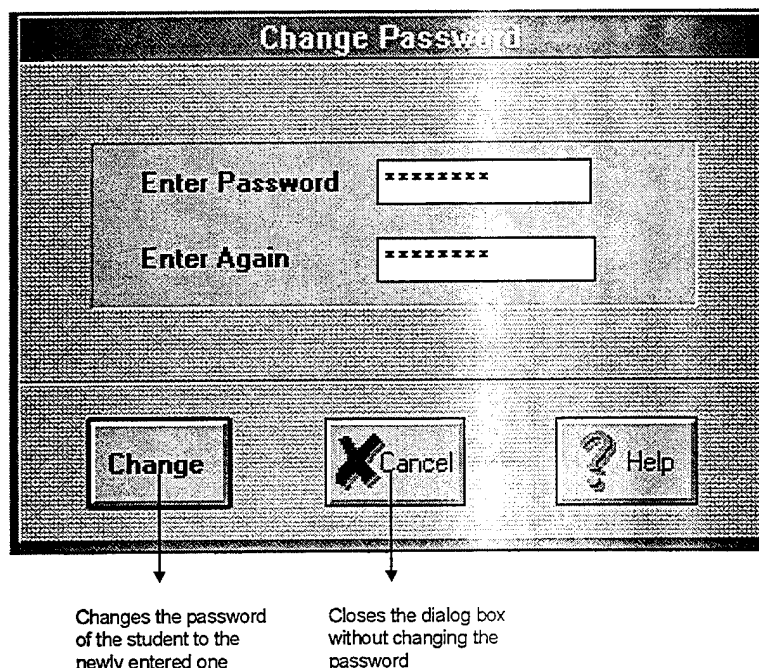 Change Password
Enter Password ********
Enter Again ********
Change
Cancel
? Help
Changes the password
of the student to the
newly entered one
Closes the dialog box
without changing the
password